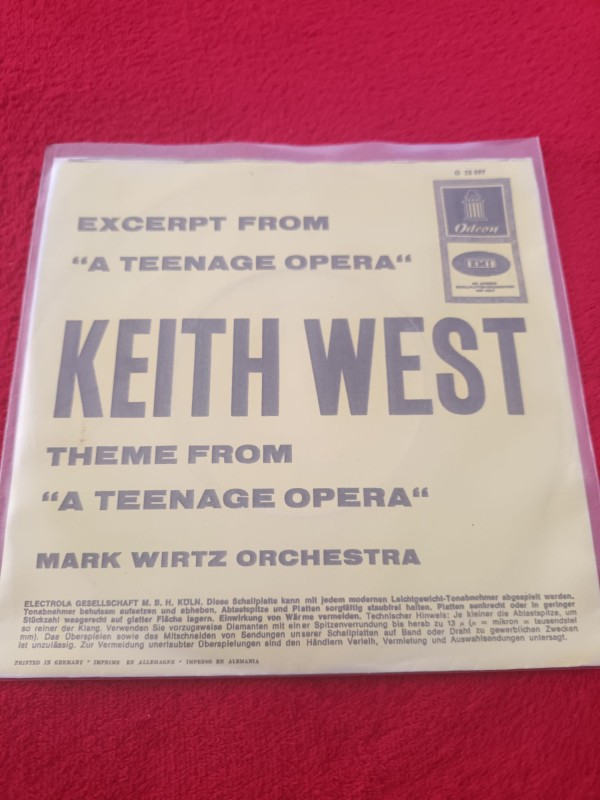 O 23 597
EXCERPT FROM
“A TEENAGE OPERA“
Odeon
EMI
KEITH WEST
THEME FROM
“A TEENAGE OPERA“
MARK WIRTZ ORCHESTRA
ELECTROLA GESELLSCHAFT M. B. H. KÖLN. Diese Schallplatte kann mit jedem modernen Leichtgewicht-Tonabnehmer abgespielt werden.
Tonabnehmer behutsam aufsetzen und abheben. Abtastspitze und Platten sorgfältig staubfrei halten. Platten senkrecht oder in geringer
Stückzahl waagerecht auf glatter Fläche lagern. Einwirkung von Wärme vermeiden. Technischer Hinweis: Je kleiner die Abtastspitze, um
so reiner der Klang. Verwenden Sie vorzugsweise Diamanten mit einer Spitzenverrundung bis herab zu 13 µ (µ = mikron = tausendstel
mm). Das Überspielen sowie das Mitschneiden von Sendungen unserer Schallplatten auf Band oder Draht zu gewerblichen Zwecken
ist unzulässig. Zur Vermeidung unerlaubter Überspielungen sind den Händlern Verleih, Vermietung und Auswahlsendungen untersagt.
PRINTED IN GERMANY · IMPRIMÉ EN ALLEMAGNE · IMPRESO EN ALEMANIA